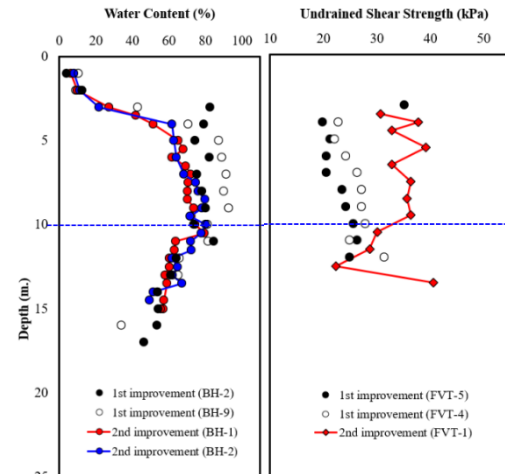 Water Content (%)
Undrained Shear Strength (kPa)
0 20 40 60 80 100
10 20 30 40 50
0
5
10
15
20
25
Depth (m.)
1st improvement (BH-2)
1st improvement (BH-9)
2nd improvement (BH-1)
2nd improvement (BH-2)
1st improvement (FVT-5)
1st improvement (FVT-4)
2nd improvement (FVT-1)